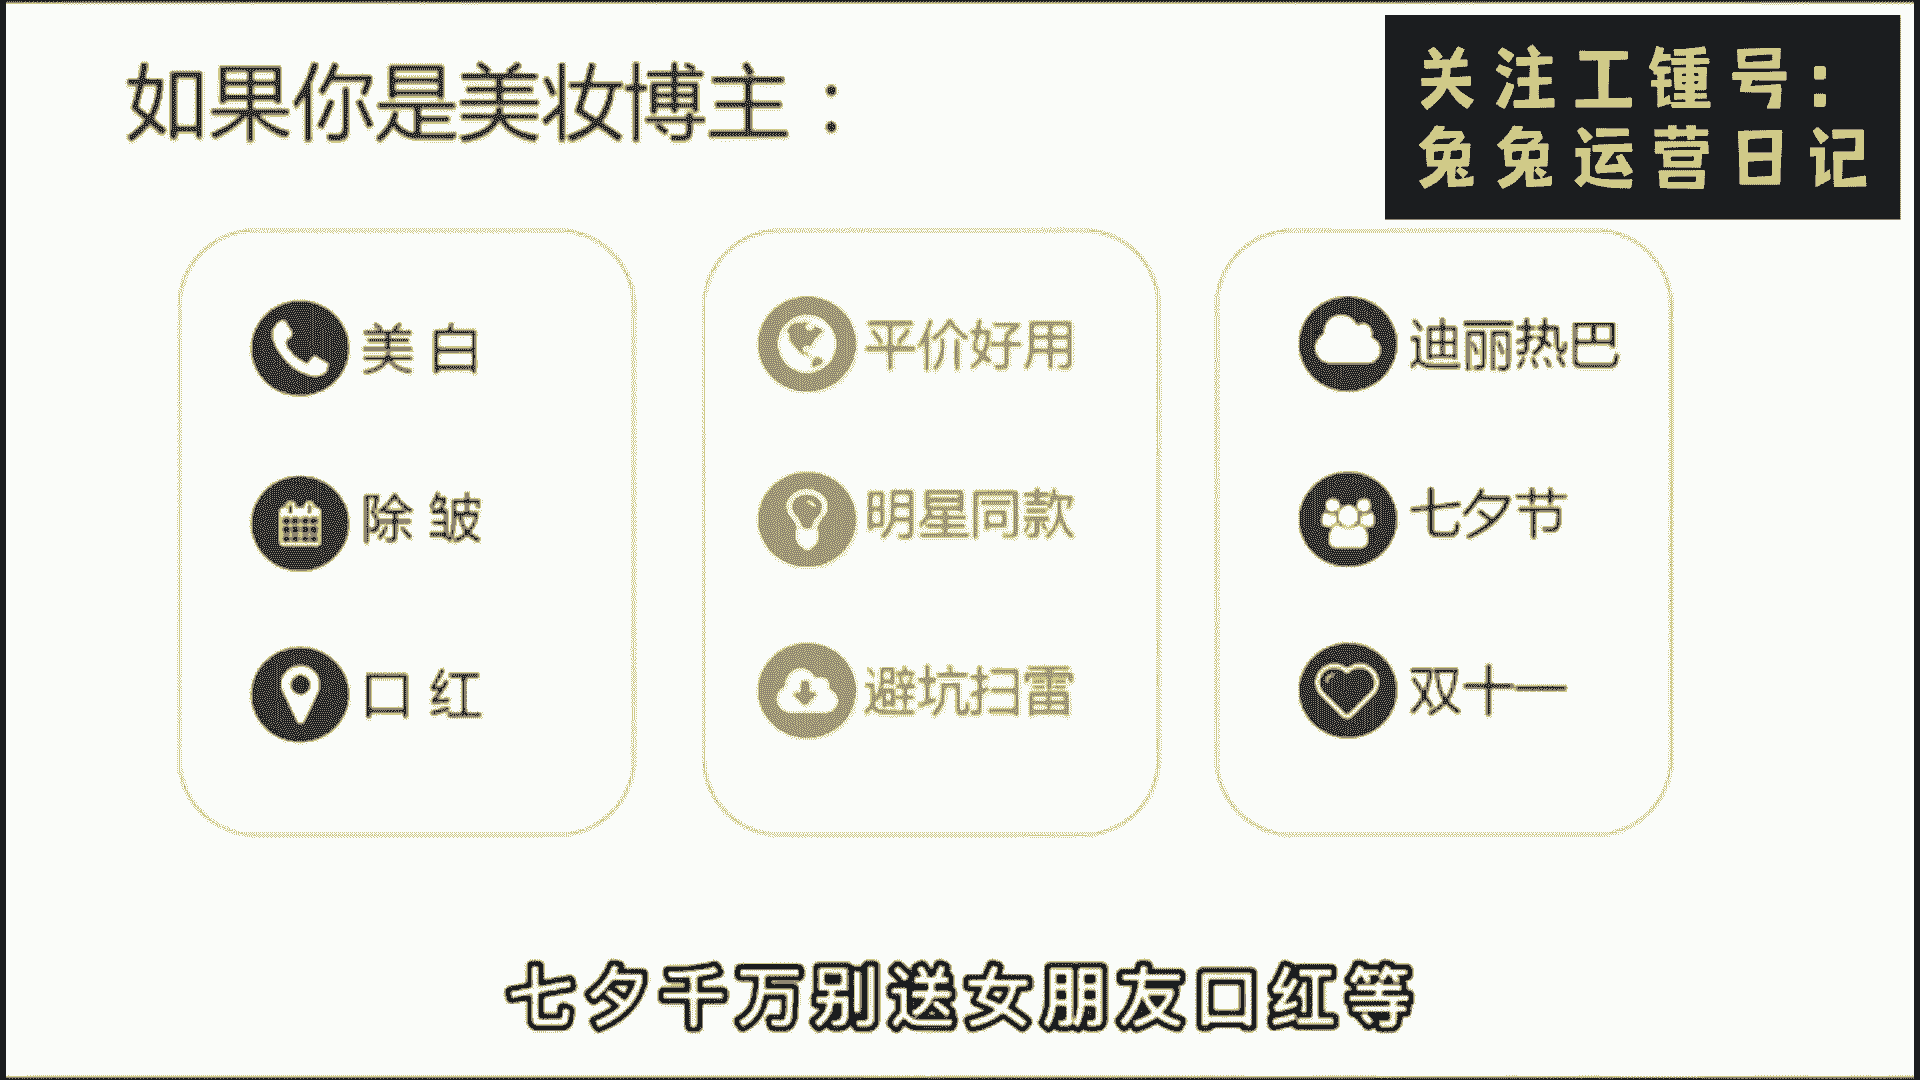 如果你是美妆博主：
关注工锺号：
兔兔运营日记
美白
除皱
口红
平价好用
明星同款
避坑扫雷
迪丽热巴
七夕节
双十一
七夕千万别送女朋友口红等